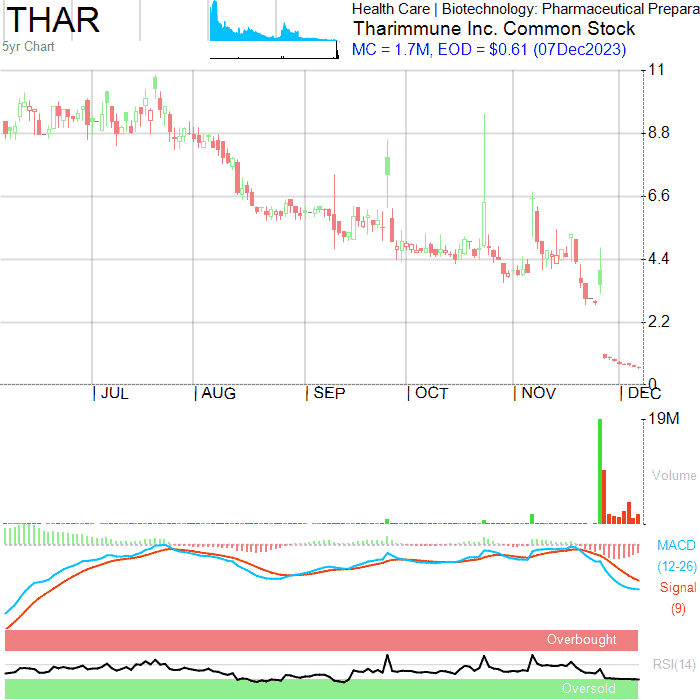 THAR
5yr Chart
Health Care | Biotechnology: Pharmaceutical Prepara
Tharimmune Inc. Common Stock
MC = 1.7M, EOD = $0.61 (07Dec2023)
11
8.8
6.6
4.4
2.2
0
JUL AUG SEP OCT NOV DEC
19M
Volume
MACD
(12-26)
Signal
(9)
Overbought
RSI(14)
Oversold